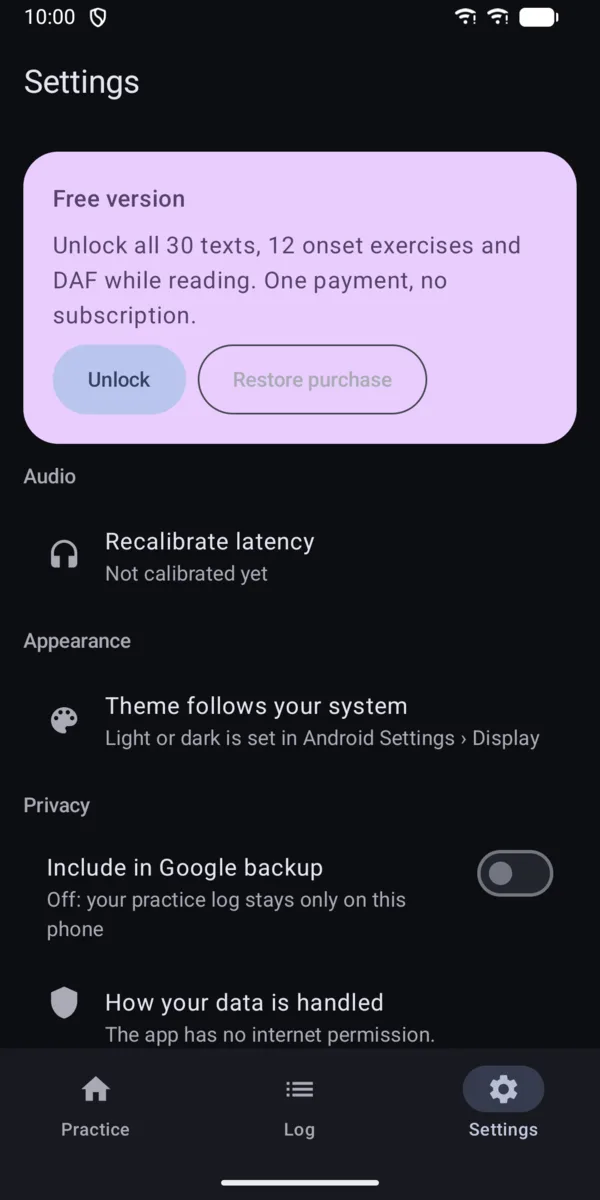 10:00
Settings
Free version
Unlock all 30 texts, 12 onset exercises and
DAF while reading. One payment, no
subscription.
Unlock
Restore purchase
Audio
Recalibrate latency
Not calibrated yet
Appearance
Theme follows your system
Light or dark is set in Android Settings › Display
Privacy
Include in Google backup
Off: your practice log stays only on this
phone
How your data is handled
The app has no internet permission.
Practice
Log
Settings